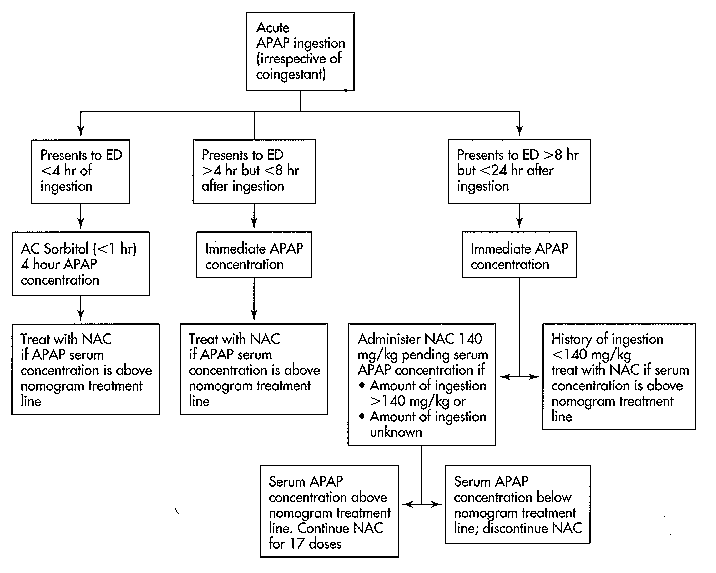 Acute
APAP ingestion
(irrespective of
coingestant)
Presents to ED
<4 hr of
ingestion
Presents to ED
>4 hr but <8 hr
after ingestion
Presents to ED >8 hr
but <24 hr after
ingestion
AC Sorbitol (<1 hr)
4 hour APAP
concentration
Immediate APAP
concentration
Immediate APAP
concentration
Treat with NAC
if APAP serum
concentration is above
nomogram treatment
line
Treat with NAC
if APAP serum
concentration is above
nomogram treatment
line
Administer NAC 140
mg/kg pending serum
APAP concentration if
• Amount of ingestion
>140 mg/kg or
• Amount of ingestion
unknown
History of ingestion
<140 mg/kg
treat with NAC if serum
concentration is above
nomogram treatment
line
Serum APAP
concentration above
nomogram treatment
line. Continue NAC
for 17 doses
Serum APAP
concentration below
nomogram treatment
line; discontinue NAC